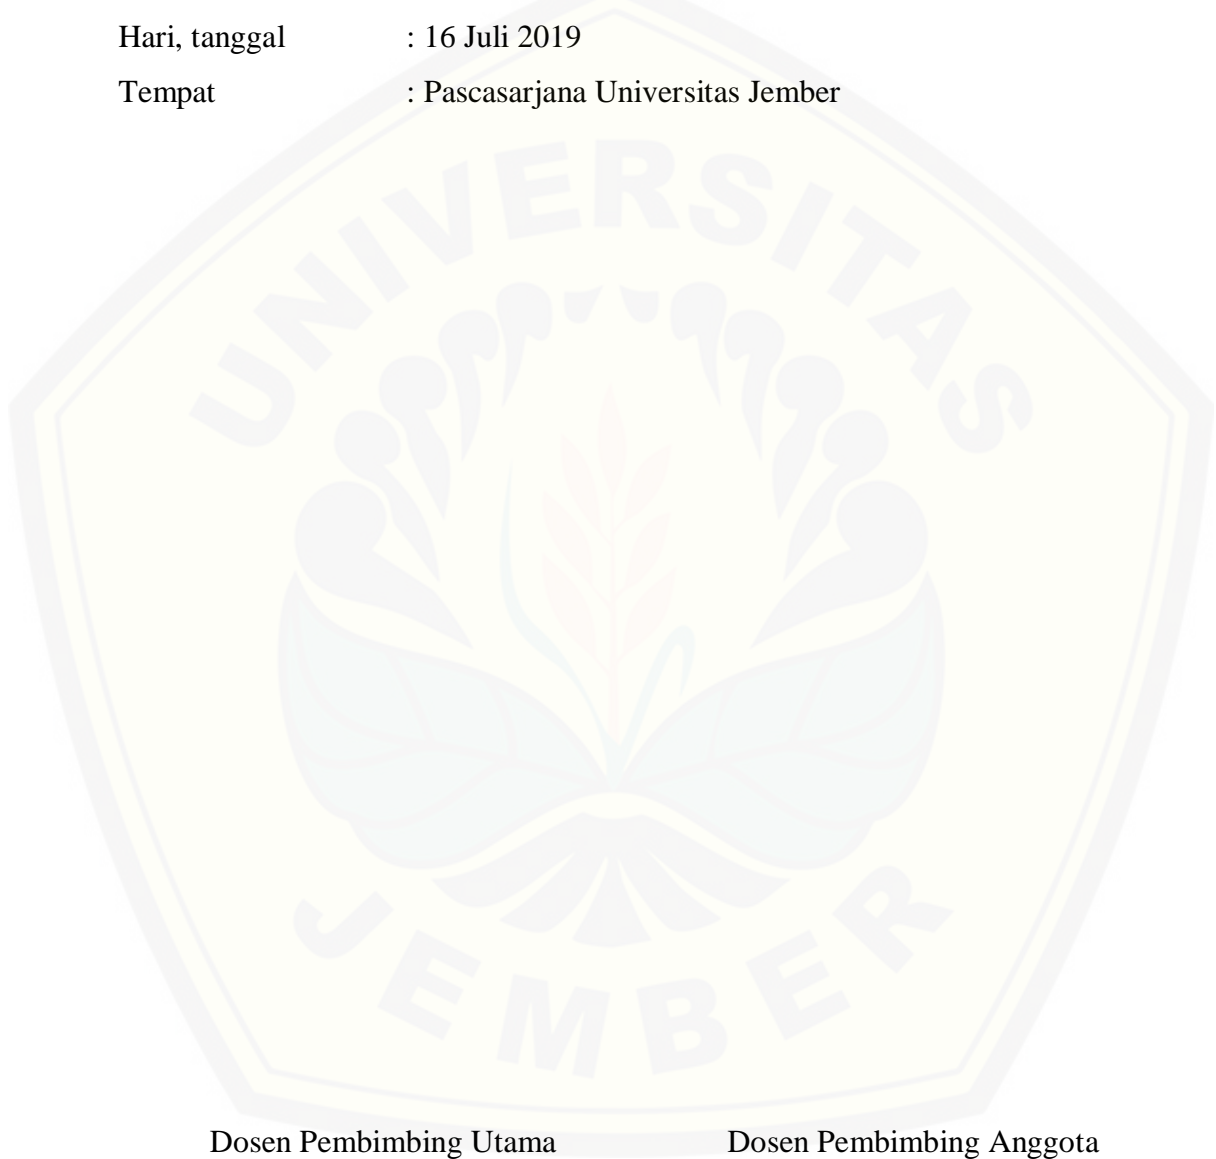 Hari, tanggal : 16 Juli 2019
Tempat : Pascasarjana Universitas Jember
UNIVERSITAS
JEMBER
Dosen Pembimbing Utama Dosen Pembimbing Anggota